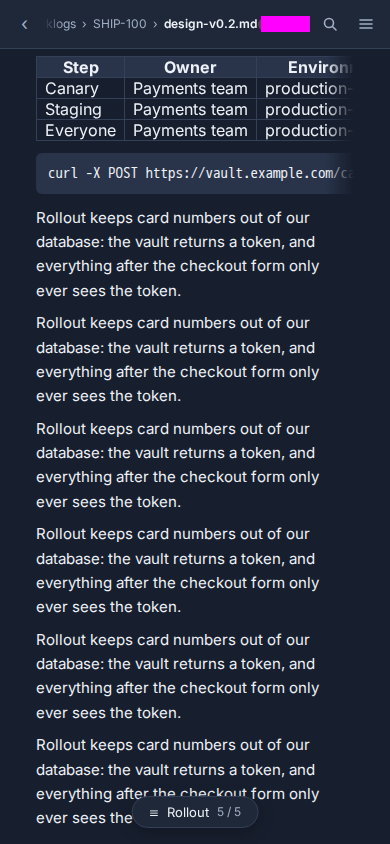 klogs › SHIP-100 › design-v0.2.md
Step Owner Environ
Canary Payments team production-
Staging Payments team production-
Everyone Payments team production-
curl -X POST https://vault.example.com/ca
Rollout keeps card numbers out of our
database: the vault returns a token, and
everything after the checkout form only
ever sees the token.
Rollout keeps card numbers out of our
database: the vault returns a token, and
everything after the checkout form only
ever sees the token.
Rollout keeps card numbers out of our
database: the vault returns a token, and
everything after the checkout form only
ever sees the token.
Rollout keeps card numbers out of our
database: the vault returns a token, and
everything after the checkout form only
ever sees the token.
Rollout keeps card numbers out of our
database: the vault returns a token, and
everything after the checkout form only
ever sees the token.
Rollout keeps card numbers out of our
database: the vault returns a token, and
everything after the checkout form only
ever sees the
Rollout 5 / 5